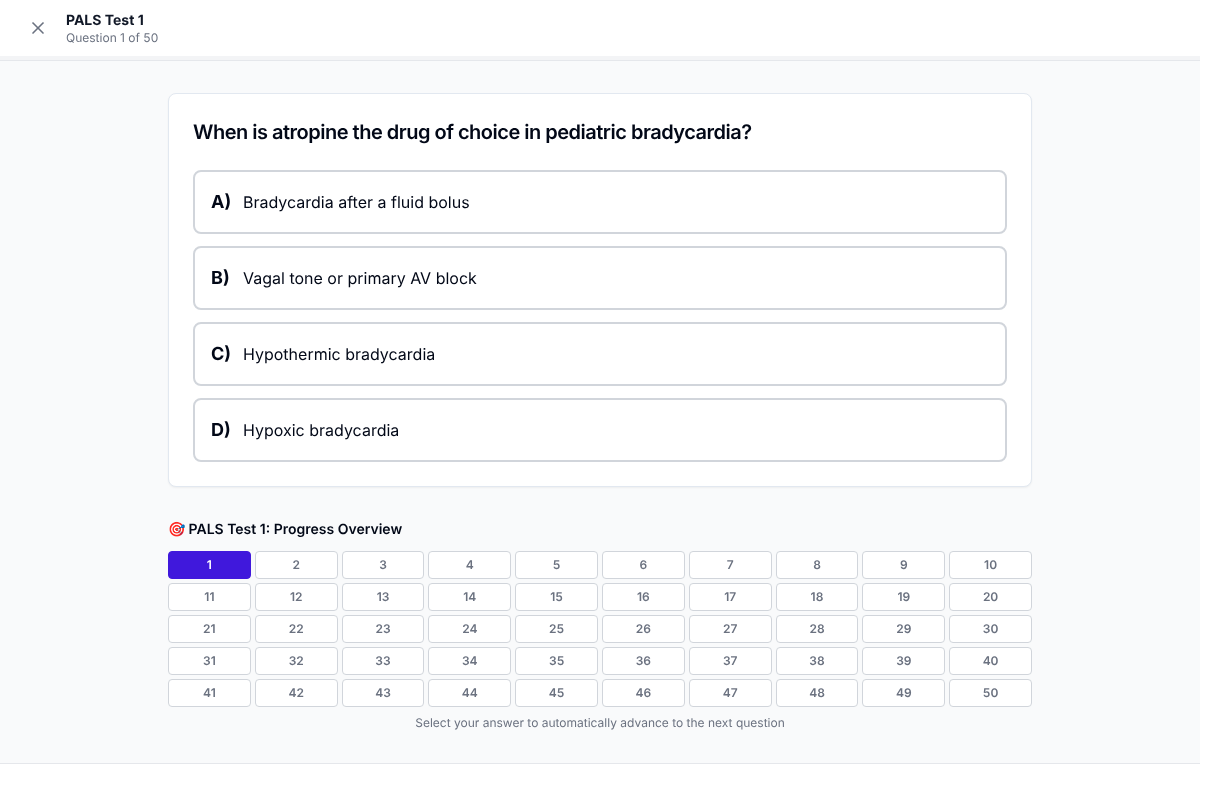 PALS Test 1
Question 1 of 50
When is atropine the drug of choice in pediatric bradycardia?
A) Bradycardia after a fluid bolus
B) Vagal tone or primary AV block
C) Hypothermic bradycardia
D) Hypoxic bradycardia
🎯 PALS Test 1: Progress Overview
1 2 3 4 5 6 7 8 9 10
11 12 13 14 15 16 17 18 19 20
21 22 23 24 25 26 27 28 29 30
31 32 33 34 35 36 37 38 39 40
41 42 43 44 45 46 47 48 49 50
Select your answer to automatically advance to the next question